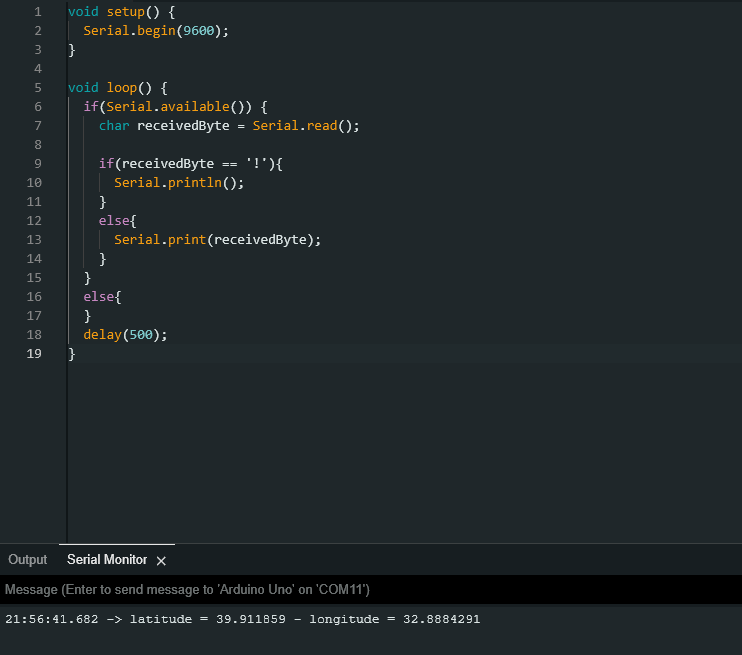 1 void setup() {
2 Serial.begin(9600);
3 }
4
5 void loop() {
6 if(Serial.available()) {
7 char receivedByte = Serial.read();
8
9 if(receivedByte == '!'){
10 Serial.println();
11 }
12 else{
13 Serial.print(receivedByte);
14 }
15 }
16 else{
17 }
18 delay(500);
19 }
Output Serial Monitor ×
Message (Enter to send message to 'Arduino Uno' on 'COM11')
21:56:41.682 -> latitude = 39.911859 - longitude = 32.8884291